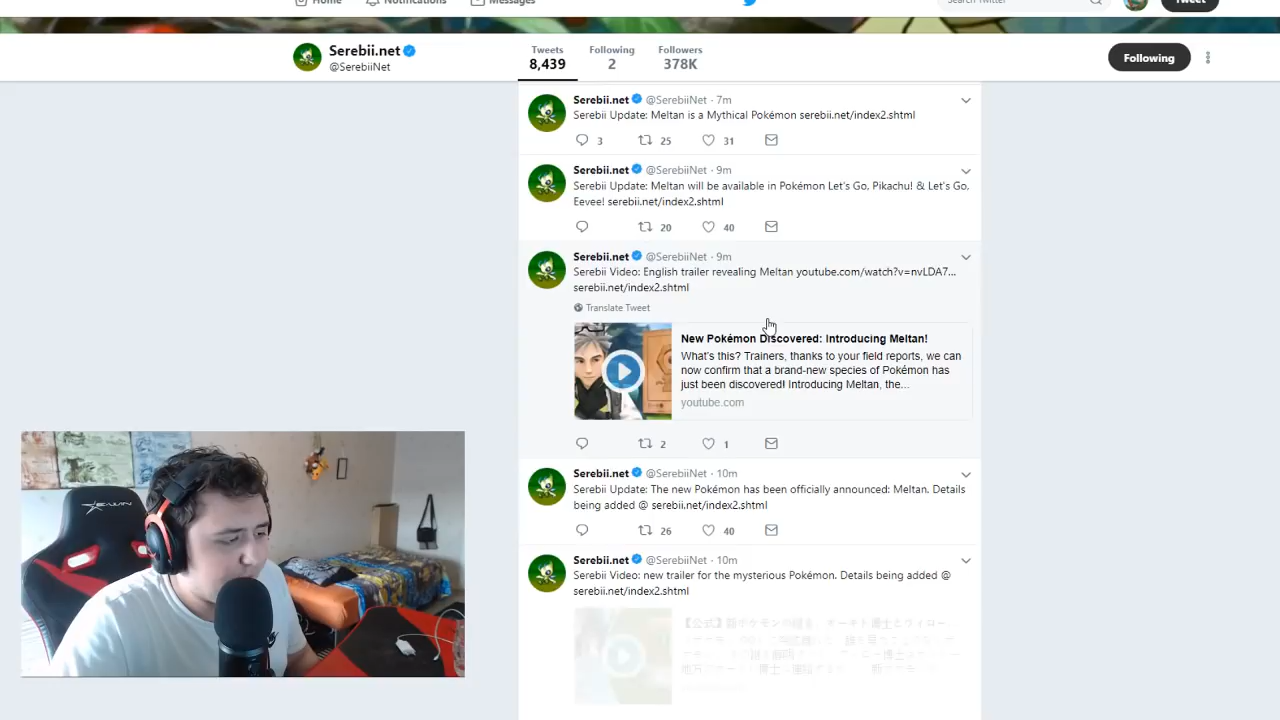 Home Notifications Messages Search Twitter Tweet
Serebii.net
@SerebiiNet
Tweets Following Followers
8,439 2 378K
Following
Serebii.net @SerebiiNet · 7m
Serebii Update: Meltan is a Mythical Pokémon serebii.net/index2.shtml
3 25 31
Serebii.net @SerebiiNet · 9m
Serebii Update: Meltan will be available in Pokémon Let's Go, Pikachu! & Let's Go,
Eevee! serebii.net/index2.shtml
20 40
Serebii.net @SerebiiNet · 9m
Serebii Video: English trailer revealing Meltan youtube.com/watch?v=nvLDA7...
serebii.net/index2.shtml
Translate Tweet
New Pokémon Discovered: Introducing Meltan!
What's this? Trainers, thanks to your field reports, we can
now confirm that a brand-new species of Pokémon has
just been discovered! Introducing Meltan, the...
youtube.com
2 1
Serebii.net @SerebiiNet · 10m
Serebii Update: The new Pokémon has been officially announced: Meltan. Details
being added @ serebii.net/index2.shtml
26 40
Serebii.net @SerebiiNet · 10m
Serebii Video: new trailer for the mysterious Pokémon. Details being added @
serebii.net/index2.shtml